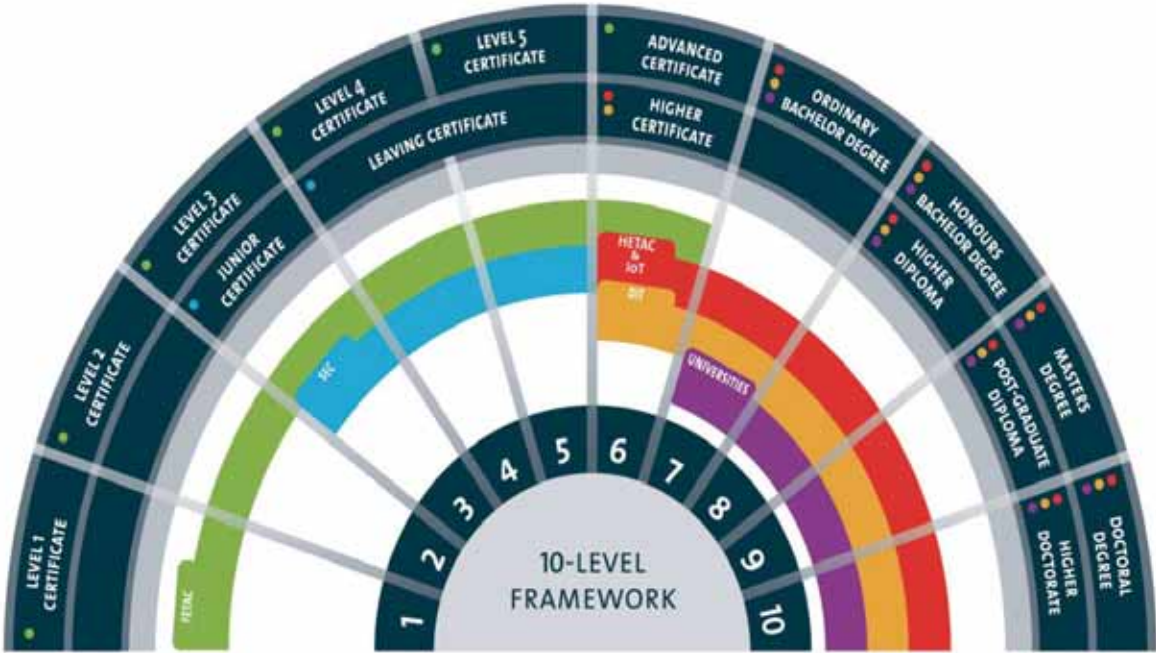 LEVEL 1
CERTIFICATE
LEVEL 2
CERTIFICATE
LEVEL 3
CERTIFICATE
JUNIOR
CERTIFICATE
LEVEL 4
CERTIFICATE
LEVEL 5
CERTIFICATE
LEAVING CERTIFICATE
ADVANCED
CERTIFICATE
HIGHER
CERTIFICATE
ORDINARY
BACHELOR DEGREE
HONOURS
BACHELOR DEGREE
HIGHER
DIPLOMA
MASTERS
DEGREE
POST-GRADUATE
DIPLOMA
DOCTORAL
DEGREE
HIGHER
DOCTORATE
FETAC
SEC
HETAC
&
IoT
DIT
UNIVERSITIES
1
2
3
4
5
6
7
8
9
10
10-LEVEL
FRAMEWORK